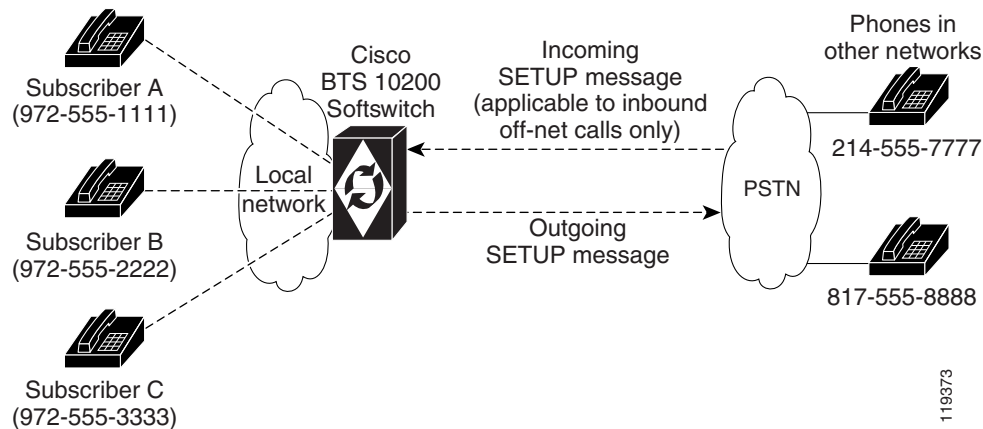 Subscriber A
(972-555-1111)
Subscriber B
(972-555-2222)
Subscriber C
(972-555-3333)
Local
network
Cisco
BTS 10200
Softswitch
Incoming
SETUP message
(applicable to inbound
off-net calls only)
Outgoing
SETUP message
PSTN
Phones in
other networks
214-555-7777
817-555-8888
119373